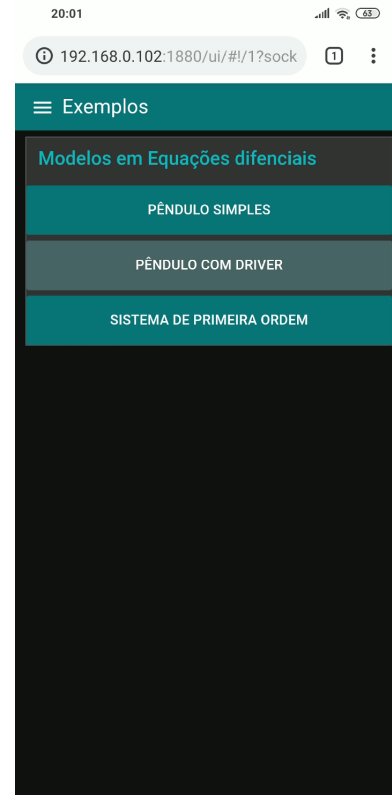 20:01
63
192.168.0.102:1880/ui/#!/1?sock
1
Exemplos
Modelos em Equações difenciais
PÊNDULO SIMPLES
PÊNDULO COM DRIVER
SISTEMA DE PRIMEIRA ORDEM